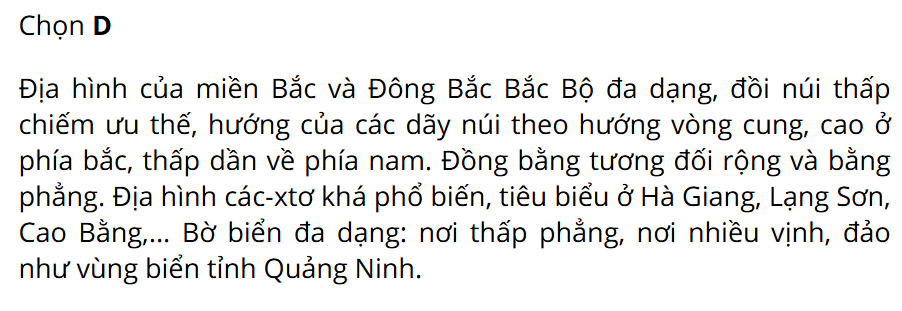 Chọn D
Địa hình của miền Bắc và Đông Bắc Bắc Bộ đa dạng, đồi núi thấp
chiếm ưu thế, hướng của các dãy núi theo hướng vòng cung, cao ở
phía bắc, thấp dần về phía nam. Đồng bằng tương đối rộng và bằng
phẳng. Địa hình các-xtơ khá phổ biến, tiêu biểu ở Hà Giang, Lạng Sơn,
Cao Bằng,... Bờ biển đa dạng: nơi thấp phẳng, nơi nhiều vịnh, đảo
như vùng biển tỉnh Quảng Ninh.